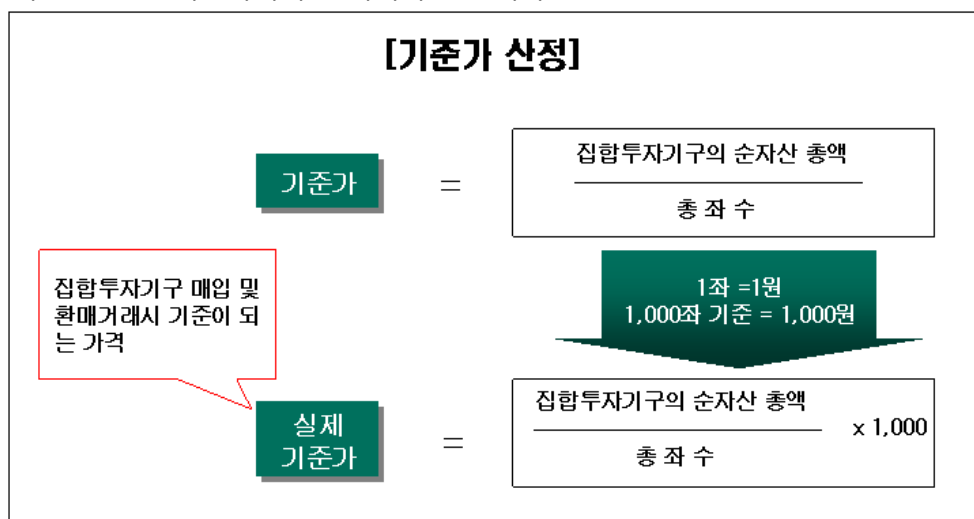 [기준가 산정]
기준가
=
집합투자기구의 순자산 총액
총 좌 수
집합투자기구 매입 및
환매거래시 기준이 되
는 가격
1좌 =1원
1,000좌 기준 = 1,000원
실제
기준가
=
집합투자기구의 순자산 총액
총 좌 수
x 1,000